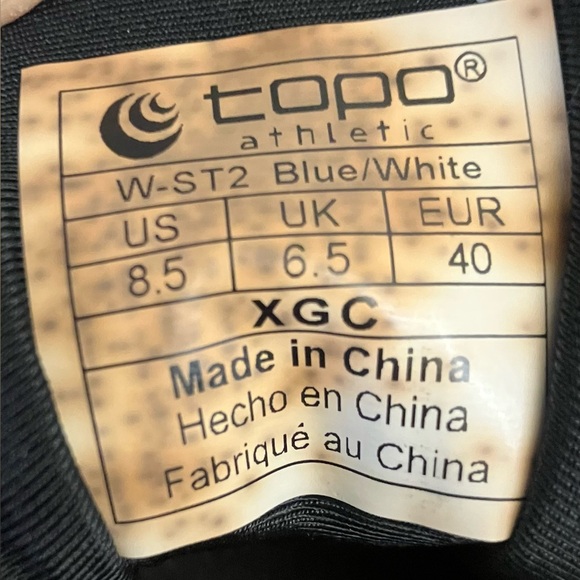 topo®
athletic
W-ST2 Blue/White
US UK EUR
8.5 6.5 40
XGC
Made in China
Hecho en China
Fabriqué au China